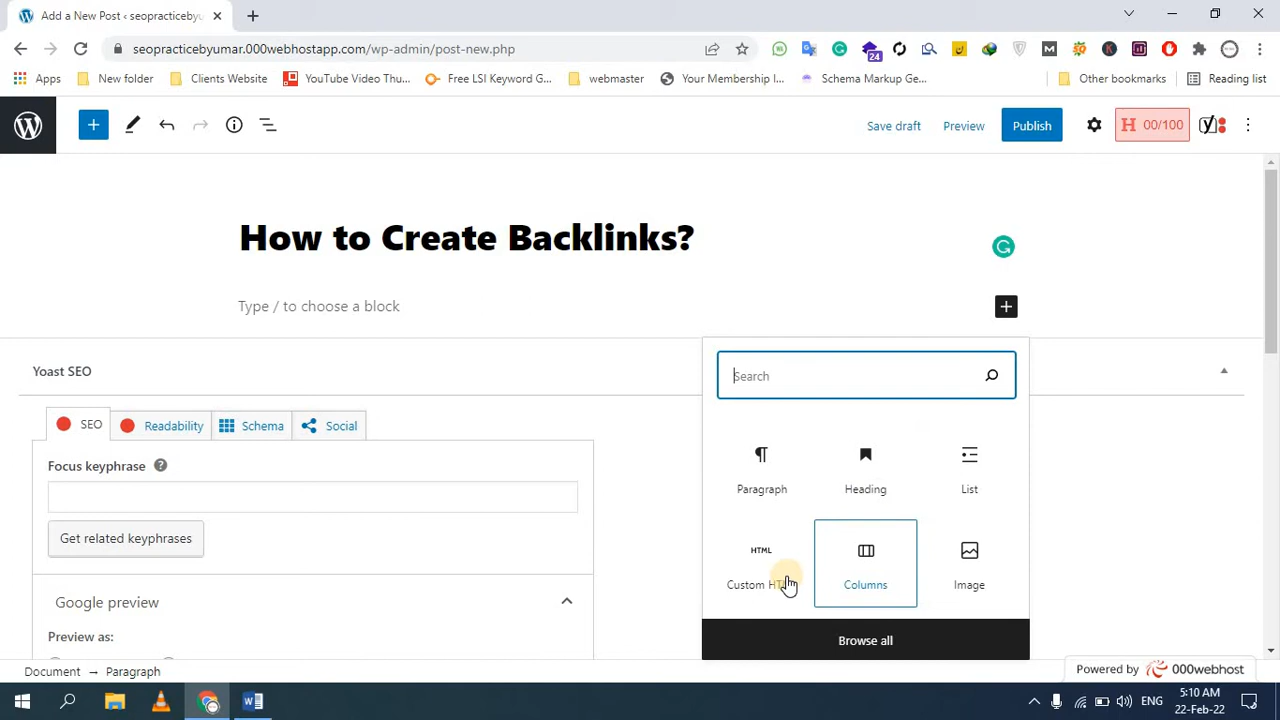 Add a New Post ‹ seopracticebyu
seopracticebyumar.000webhostapp.com/wp-admin/post-new.php
24
Apps New folder Clients Website YouTube Video Thu... Free LSI Keyword G... webmaster Your Membership I... Schema Markup Ge... Other bookmarks Reading list
Save draft Preview Publish H 00/100
How to Create Backlinks?
Type / to choose a block
Yoast SEO
Search
SEO Readability Schema Social
Focus keyphrase
Paragraph Heading List
Get related keyphrases
HTML
Custom HTML Columns Image
Google preview
Preview as:
Browse all
Document → Paragraph
Powered by 000webhost
ENG
5:10 AM
22-Feb-22